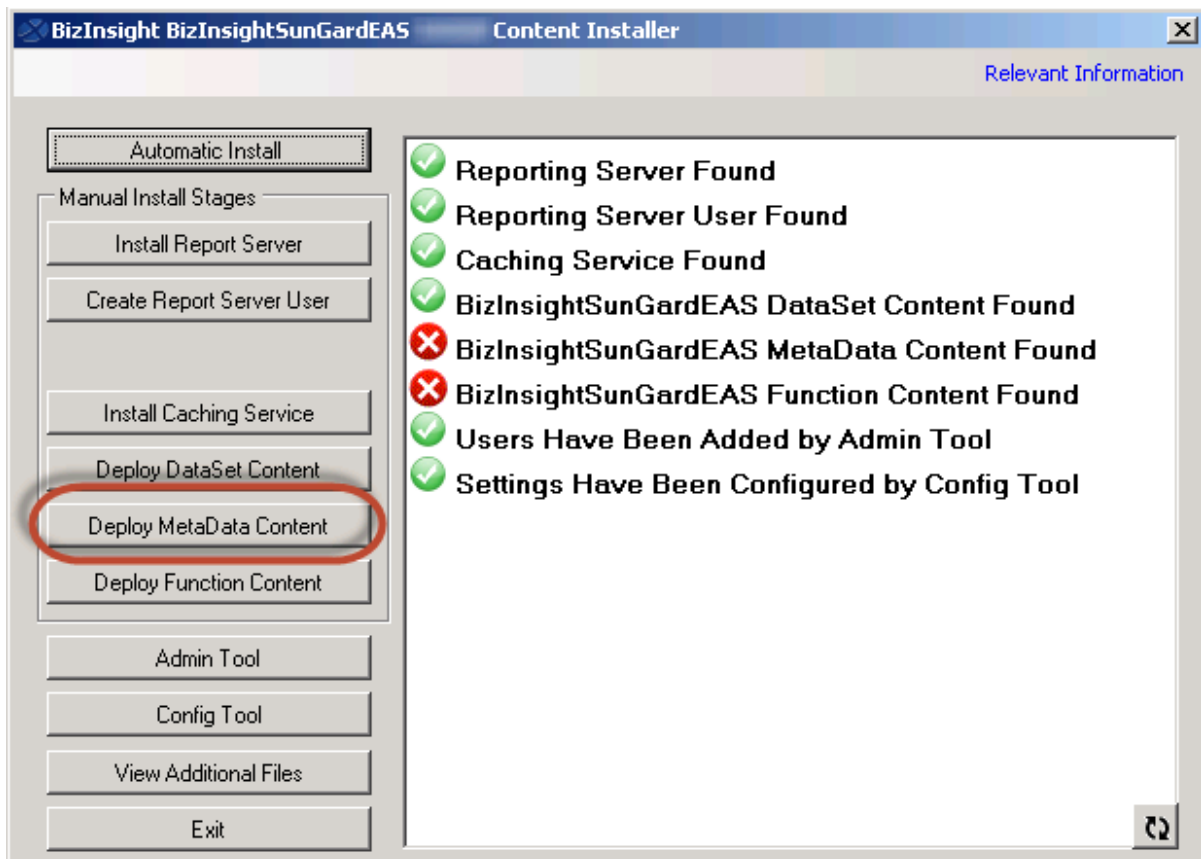 BizInsight BizInsightSunGardEAS Content Installer
Relevant Information
Automatic Install
Manual Install Stages
Install Report Server
Create Report Server User
Install Caching Service
Deploy DataSet Content
Deploy MetaData Content
Deploy Function Content
Admin Tool
Config Tool
View Additional Files
Exit
Reporting Server Found
Reporting Server User Found
Caching Service Found
BizInsightSunGardEAS DataSet Content Found
BizInsightSunGardEAS MetaData Content Found
BizInsightSunGardEAS Function Content Found
Users Have Been Added by Admin Tool
Settings Have Been Configured by Config Tool